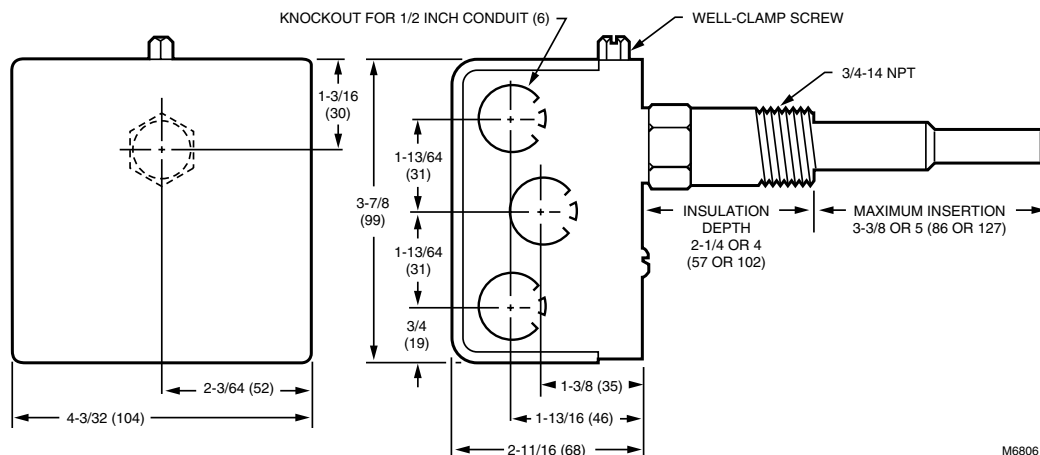 KNOCKOUT FOR 1/2 INCH CONDUIT (6)
WELL-CLAMP SCREW
3/4-14 NPT
1-3/16
(30)
1-13/64
(31)
3-7/8
(99)
1-13/64
(31)
3/4
(19)
INSULATION
DEPTH
2-1/4 OR 4
(57 OR 102)
MAXIMUM INSERTION
3-3/8 OR 5 (86 OR 127)
2-3/64 (52)
4-3/32 (104)
1-3/8 (35)
1-13/16 (46)
2-11/16 (68)
M6806